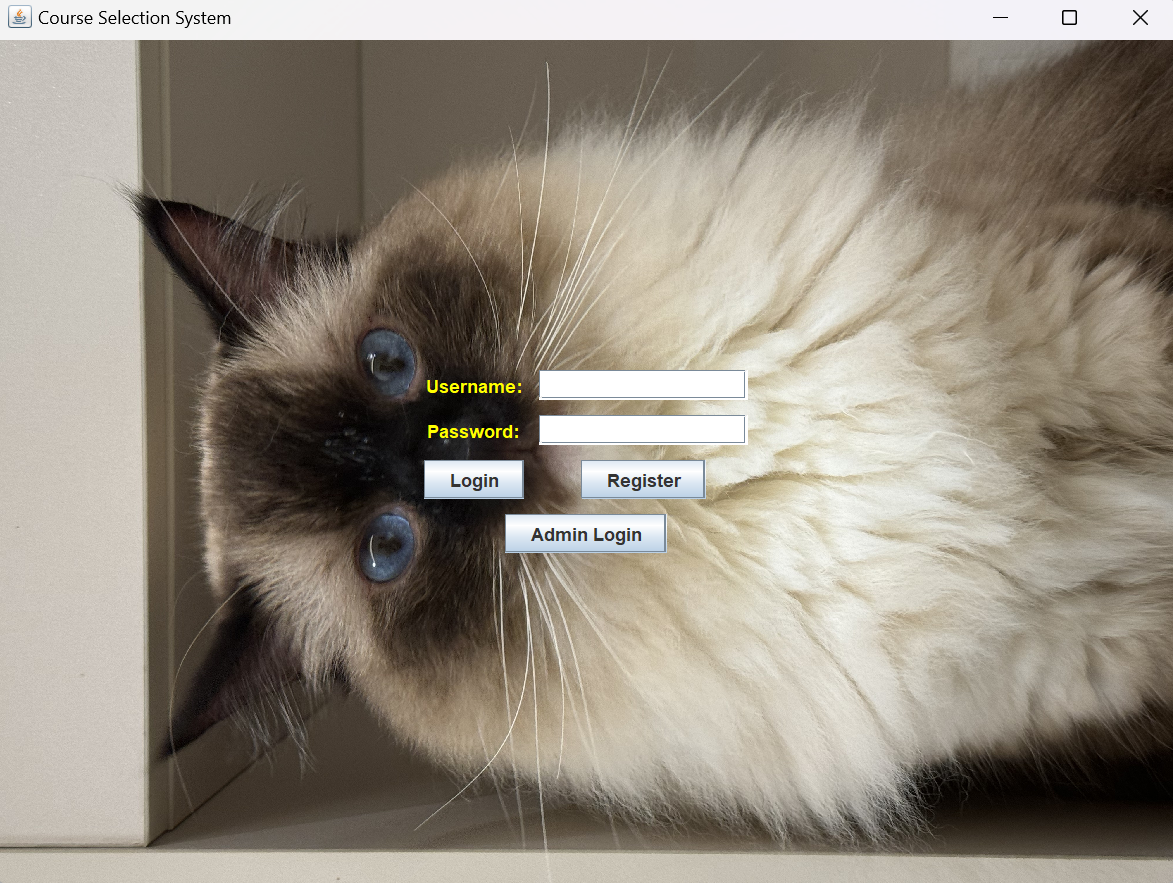 Course Selection System
Username:
Password:
Login Register
Admin Login